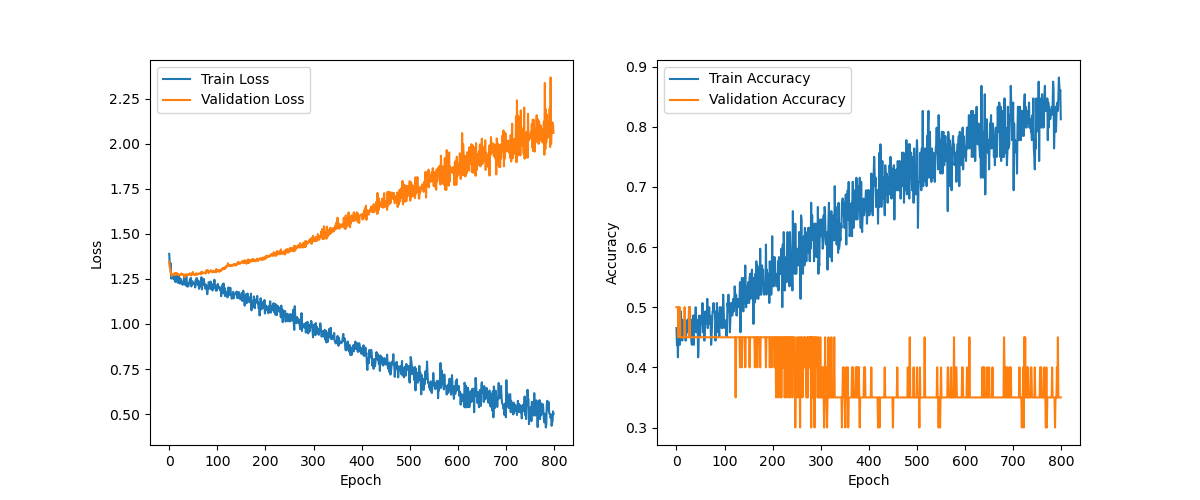 Train Loss
Validation Loss
2.25
2.00
1.75
1.50
1.25
1.00
0.75
0.50
Loss
0 100 200 300 400 500 600 700 800
Epoch
Train Accuracy
Validation Accuracy
0.9
0.8
0.7
0.6
0.5
0.4
0.3
Accuracy
0 100 200 300 400 500 600 700 800
Epoch